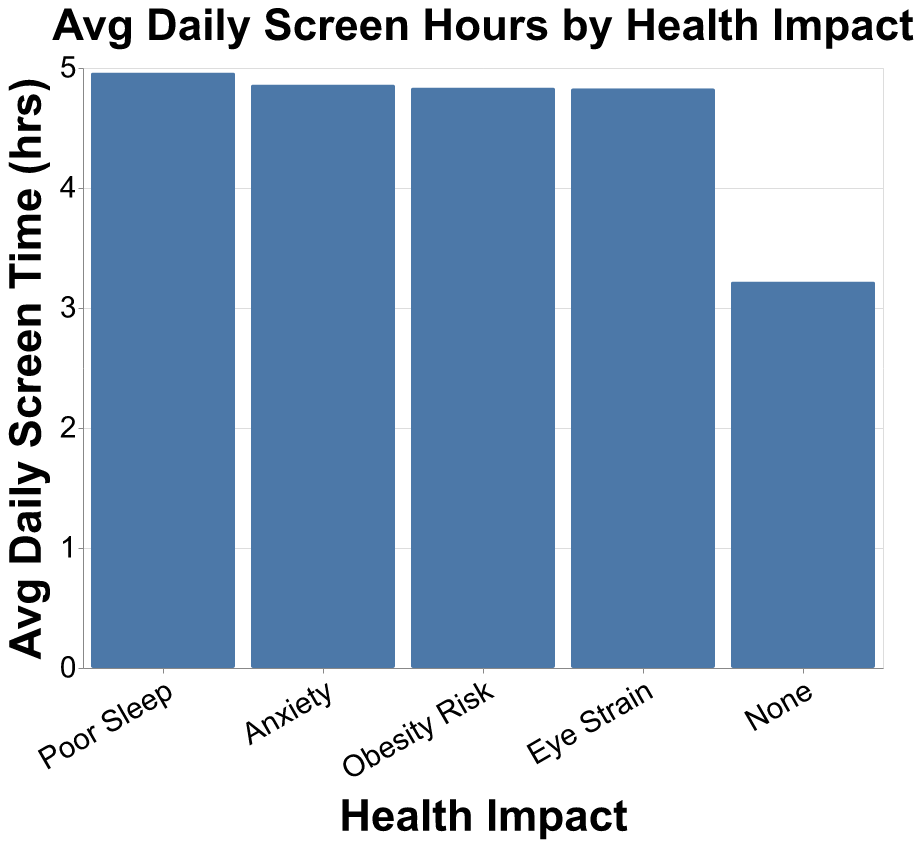 Avg Daily Screen Hours by Health Impact
Avg Daily Screen Time (hrs)
5
4
3
2
1
0
Poor Sleep
Anxiety
Obesity Risk
Eye Strain
None
Health Impact